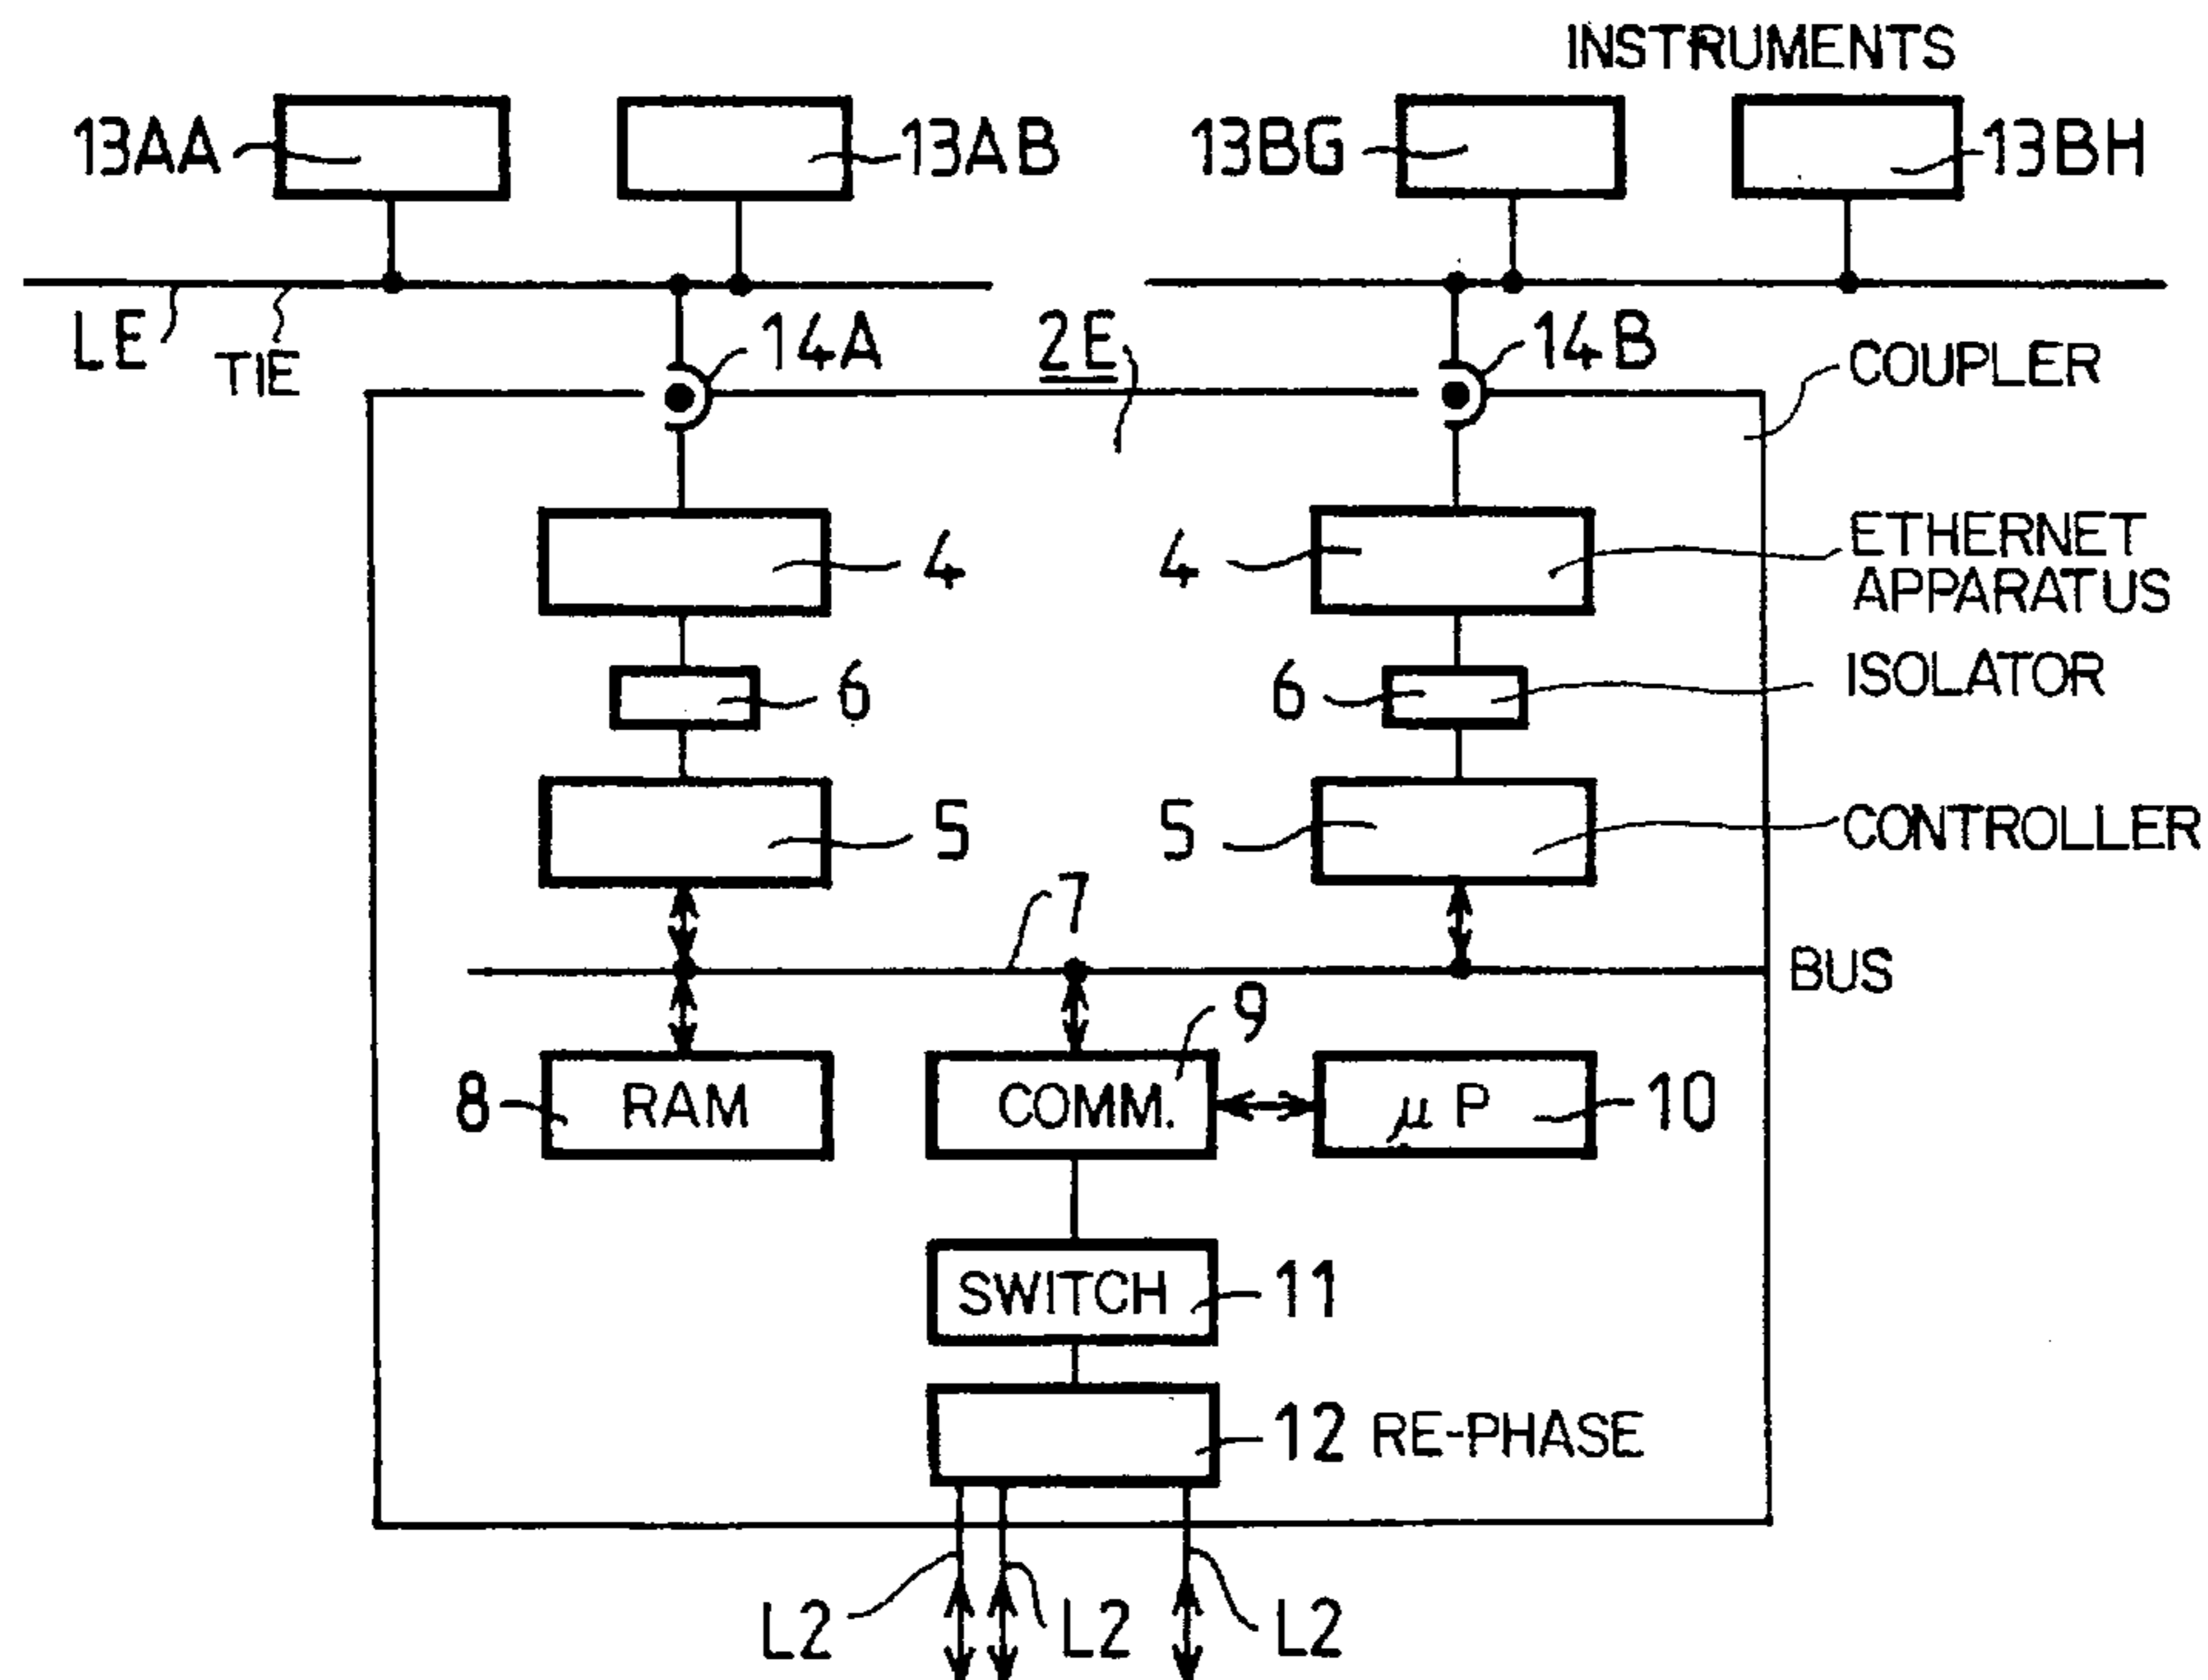 INSTRUMENTS
13AA 13AB 13BG 13BH
LE TIE 14A 2E 14B COUPLER
4 4 ETHERNET
APPARATUS
6 6 ISOLATOR
5 5 CONTROLLER
7 BUS
9
8 RAM COMM. μP 10
SWITCH 11
12 RE-PHASE
L2 L2 L2